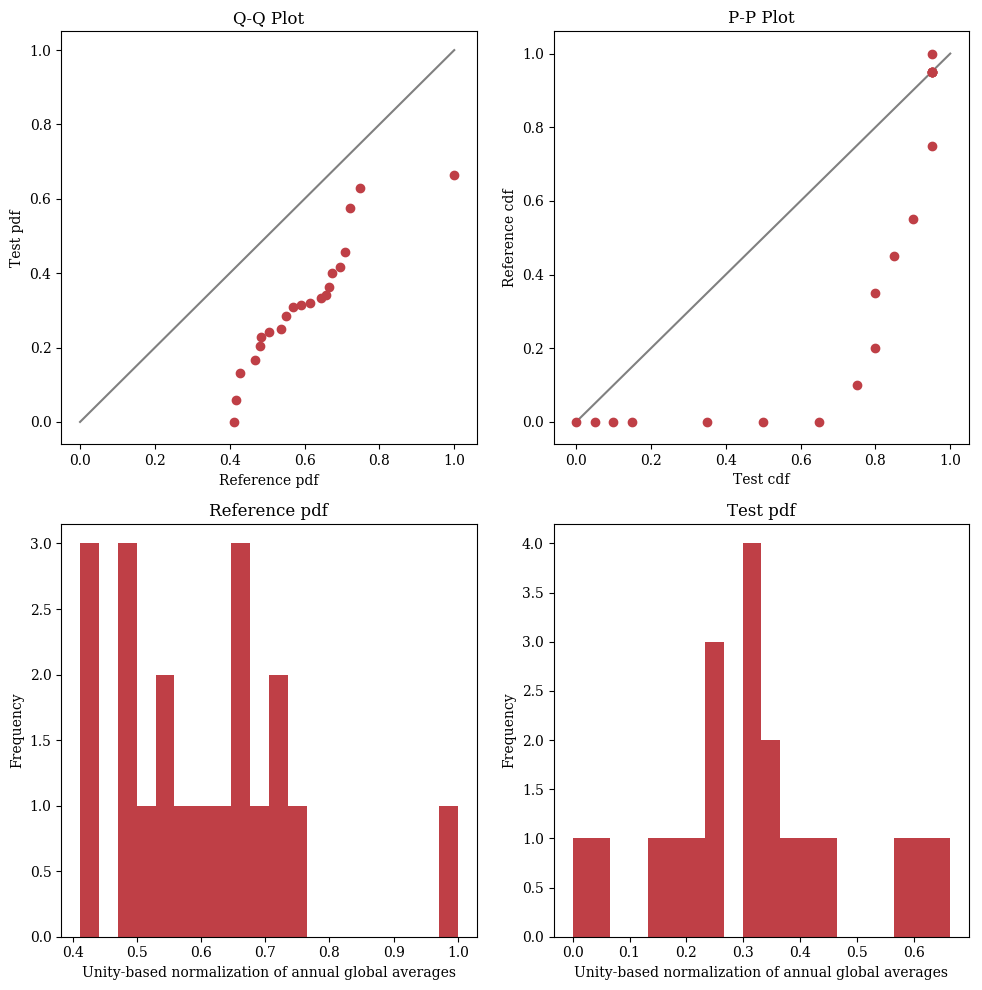 Q-Q Plot
Test pdf
1.0
0.8
0.6
0.4
0.2
0.0
0.0 0.2 0.4 0.6 0.8 1.0
Reference pdf
P-P Plot
Reference cdf
1.0
0.8
0.6
0.4
0.2
0.0
0.0 0.2 0.4 0.6 0.8 1.0
Test cdf
Reference pdf
Frequency
3.0
2.5
2.0
1.5
1.0
0.5
0.0
0.4 0.5 0.6 0.7 0.8 0.9 1.0
Unity-based normalization of annual global averages
Test pdf
Frequency
4.0
3.5
3.0
2.5
2.0
1.5
1.0
0.5
0.0
0.0 0.1 0.2 0.3 0.4 0.5 0.6
Unity-based normalization of annual global averages